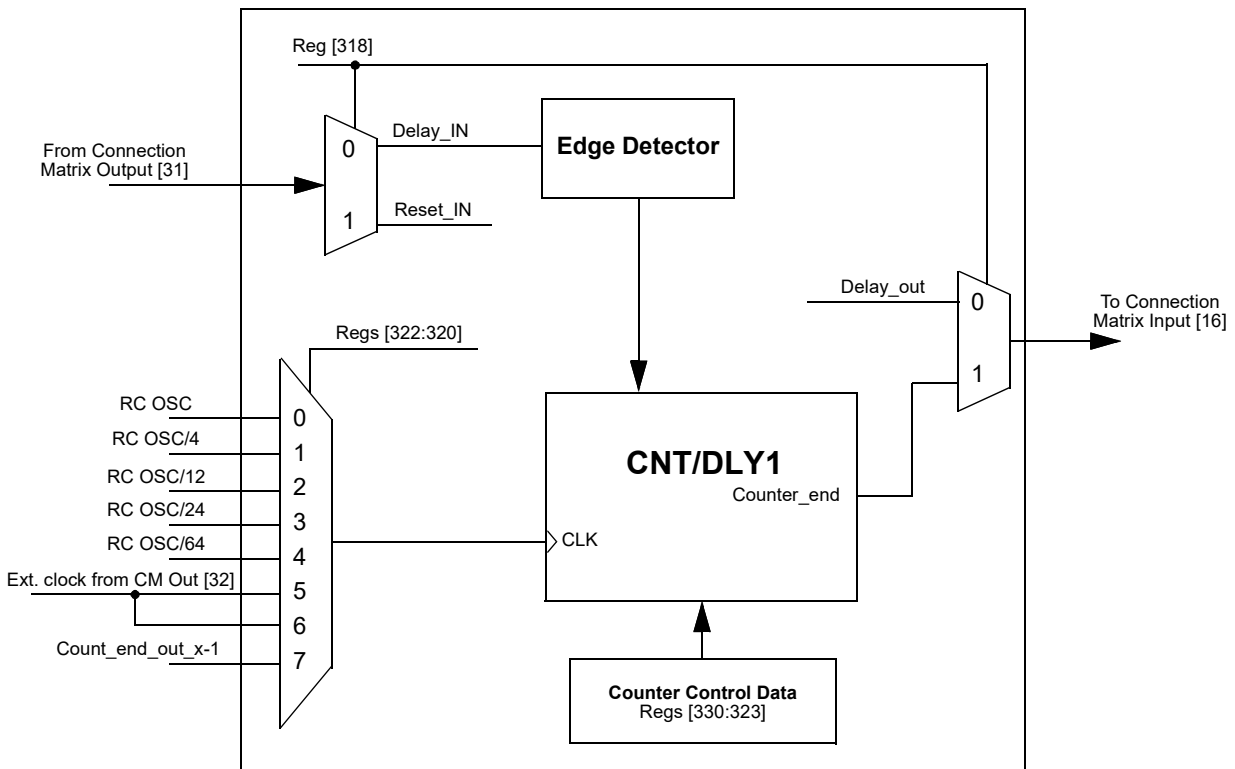 Reg [318]
From Connection
Matrix Output [31]
0
1
Delay_IN
Reset_IN
Edge Detector
Delay_out
0
1
To Connection
Matrix Input [16]
Regs [322:320]
RC OSC
RC OSC/4
RC OSC/12
RC OSC/24
RC OSC/64
Ext. clock from CM Out [32]
Count_end_out_x-1
0
1
2
3
4
5
6
7
CNT/DLY1
Counter_end
CLK
Counter Control Data
Regs [330:323]